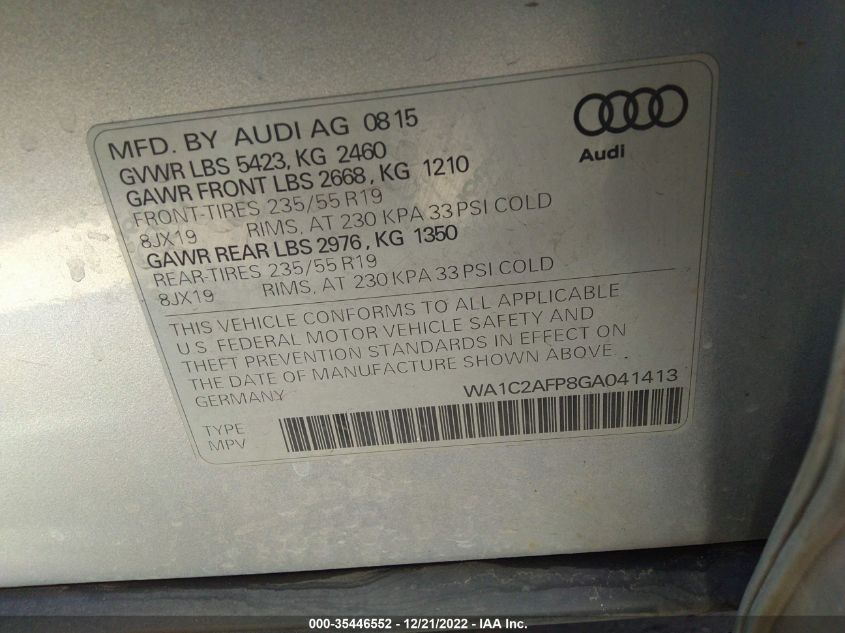 MFD. BY AUDI AG 0815
GVWR LBS 5423, KG 2460
GAWR FRONT LBS 2668, KG 1210
FRONT-TIRES 235/55 R19
8JX19 RIMS, AT 230 KPA 33 PSI COLD
GAWR REAR LBS 2976, KG 1350
REAR-TIRES 235/55 R19
8JX19 RIMS, AT 230 KPA 33 PSI COLD
Audi
THIS VEHICLE CONFORMS TO ALL APPLICABLE
U.S. FEDERAL MOTOR VEHICLE SAFETY AND
THEFT PREVENTION STANDARDS IN EFFECT ON
THE DATE OF MANUFACTURE SHOWN ABOVE.
GERMANY WA1C2AFP8GA041413
TYPE
MPV
000-35446552 - 12/21/2022 - IAA Inc.